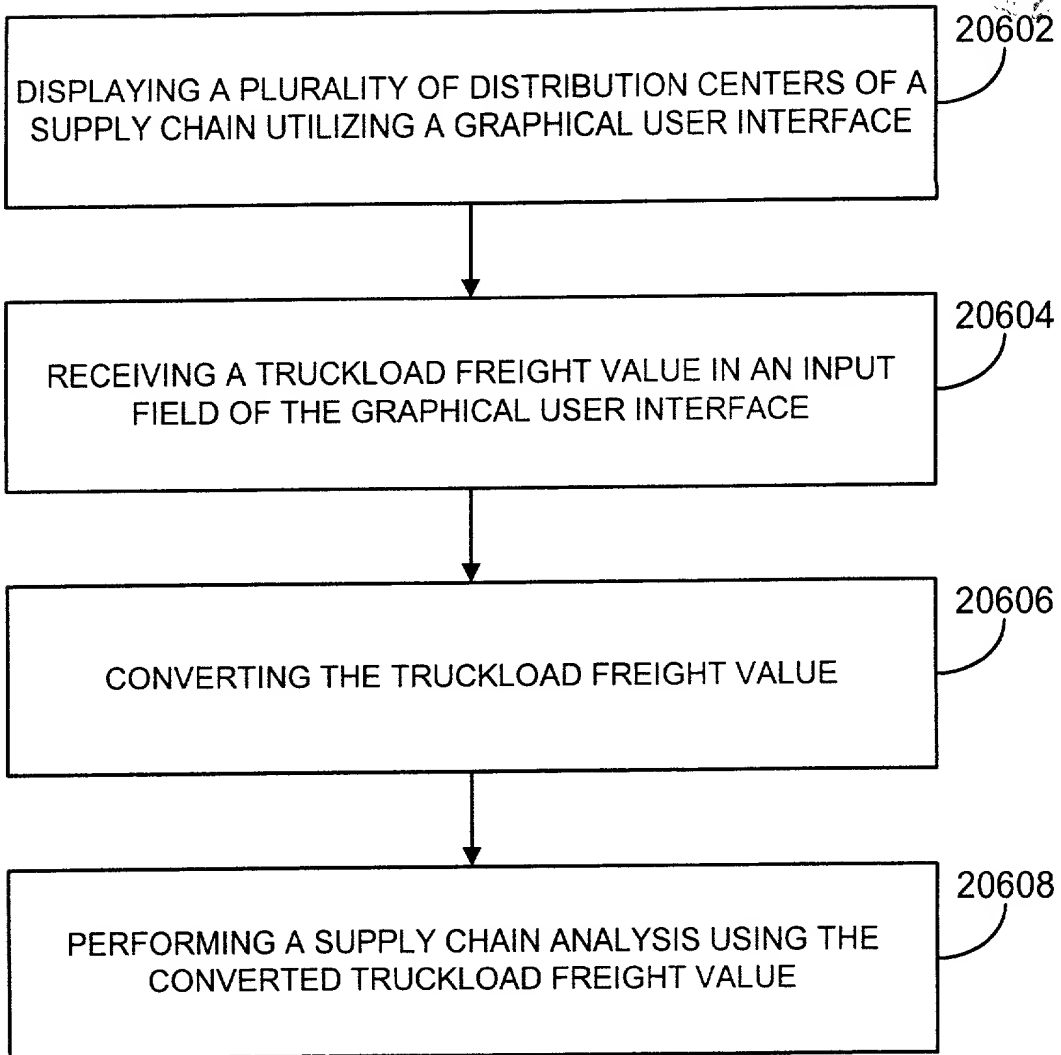 20602
DISPLAYING A PLURALITY OF DISTRIBUTION CENTERS OF A
SUPPLY CHAIN UTILIZING A GRAPHICAL USER INTERFACE
20604
RECEIVING A TRUCKLOAD FREIGHT VALUE IN AN INPUT
FIELD OF THE GRAPHICAL USER INTERFACE
20606
CONVERTING THE TRUCKLOAD FREIGHT VALUE
20608
PERFORMING A SUPPLY CHAIN ANALYSIS USING THE
CONVERTED TRUCKLOAD FREIGHT VALUE